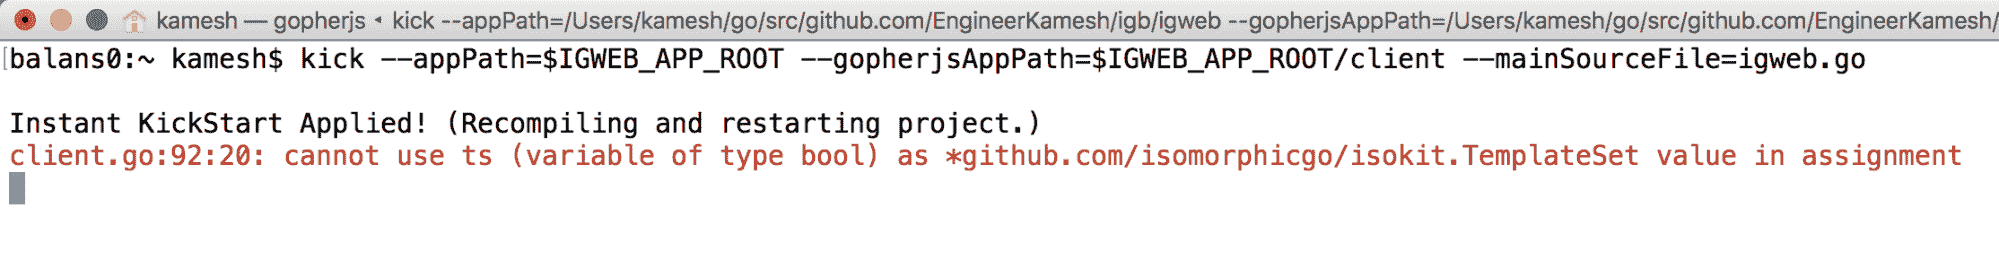 kamesh — gopherjs ◂ kick --appPath=/Users/kamesh/go/src/github.com/EngineerKamesh/igb/igweb --gopherjsAppPath=/Users/kamesh/go/src/github.com/EngineerKamesh/
[balans0:~ kamesh$ kick --appPath=$IGWEB_APP_ROOT --gopherjsAppPath=$IGWEB_APP_ROOT/client --mainSourceFile=igweb.go
Instant KickStart Applied! (Recompiling and restarting project.)
client.go:92:20: cannot use ts (variable of type bool) as *github.com/isomorphicgo/isokit.TemplateSet value in assignment